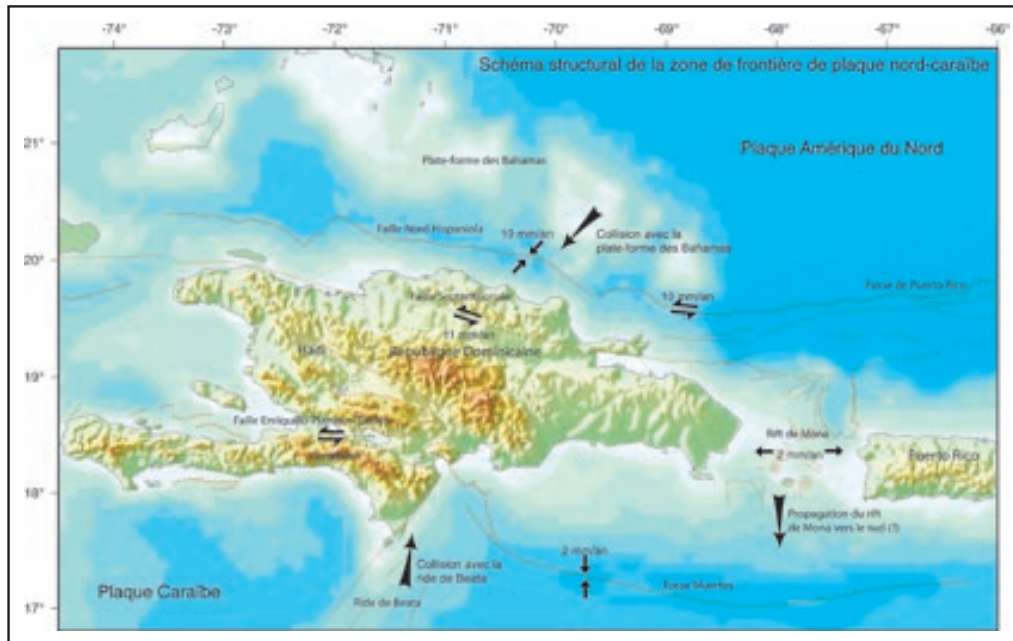 -74° -73° -72° -71° -70° -69° -68° -67° -66°
Schéma structural de la zone de frontière de plaque nord-caraïbe
21°
Plaque Amérique du Nord
Plate-forme des Bahamas
Faille Nord Hispaniola
10 mm/an
Collision avec la
plate-forme des Bahamas
20°
Fosse de Puerto Rico
10 mm/an
Faille Septentrionale
11 mm/an
Haïti
République Dominicaine
19°
Faille Enriquillo
Rift de Mona
2 mm/an
Puerto Rico
18°
Propagation du rift
de Mona vers le sud (?)
2 mm/an
Collision avec la
ride de Beata
Fosse Muertos
Plaque Caraïbe
Ride de Beata
17°